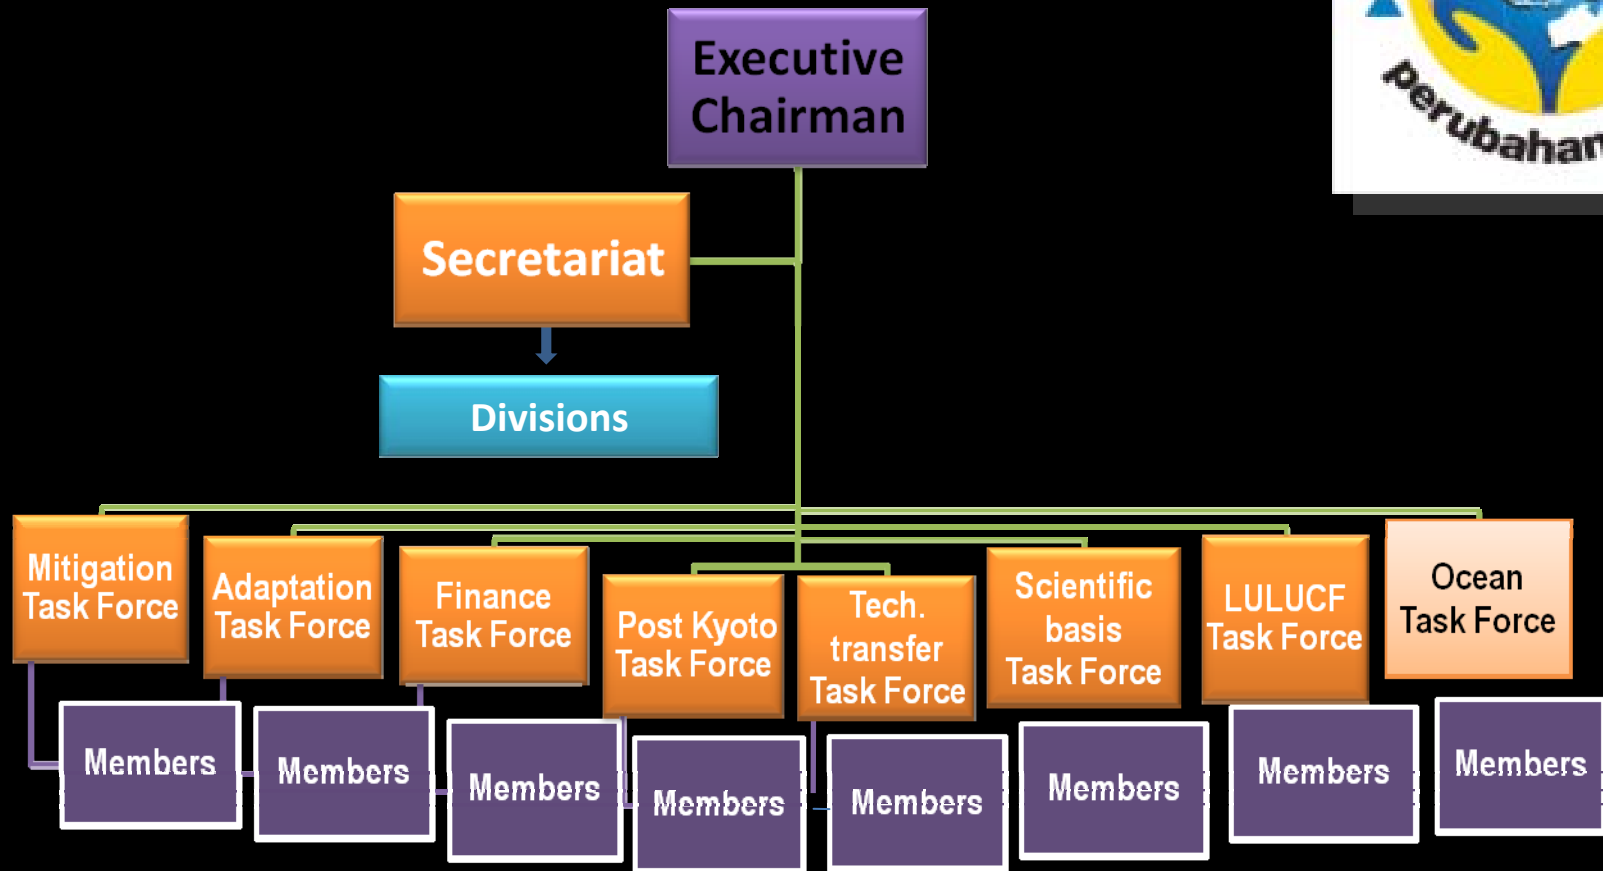 Executive
Chairman
perubahan
Secretariat
Divisions
Mitigation
Task Force
Adaptation
Task Force
Finance
Task Force
Post Kyoto
Task Force
Tech.
transfer
Task Force
Scientific
basis
Task Force
LULUCF
Task Force
Ocean
Task Force
Members
Members
Members
Members
Members
Members
Members
Members